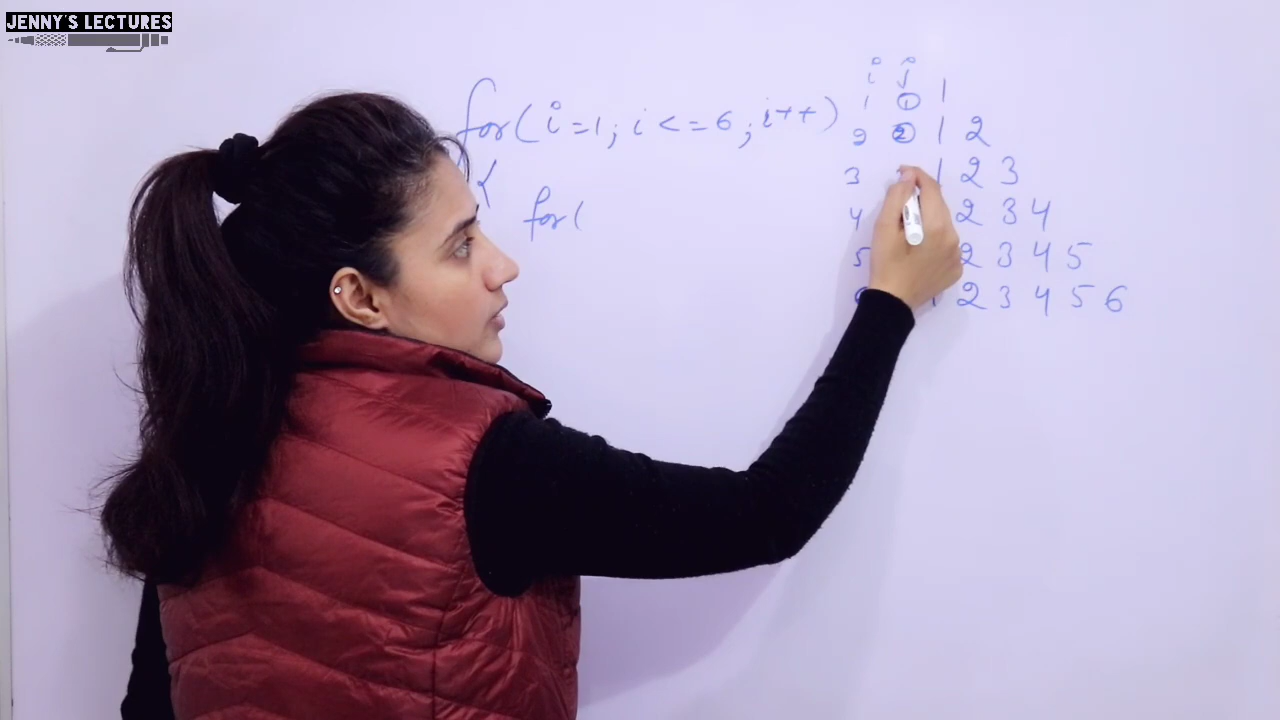 JENNY'S LECTURES
i j
for(i=1; i<=6; i++) 1 1 1
2 2 1 2
{ 3 1 2 3
for( 4 2 3 4
5 2 3 4 5
1 2 3 4 5 6